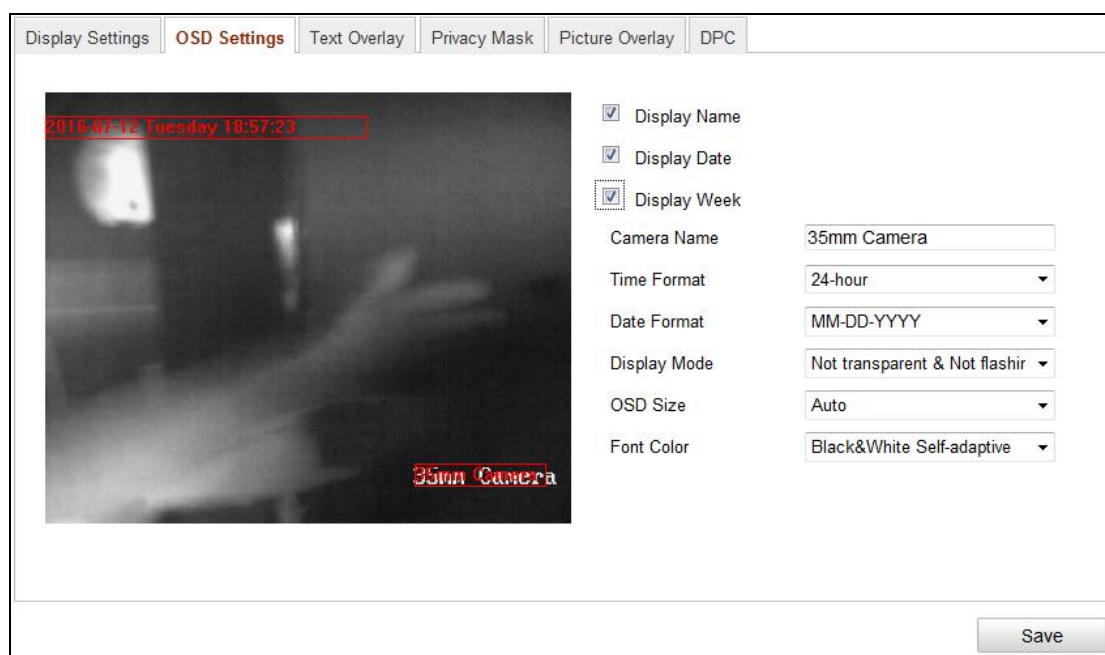 Display Settings OSD Settings Text Overlay Privacy Mask Picture Overlay DPC
2016-07-12 Tuesday 18:57:23
Display Name
Display Date
Display Week
Camera Name 35mm Camera
Time Format 24-hour
Date Format MM-DD-YYYY
Display Mode Not transparent & Not flashin
OSD Size Auto
Font Color Black&White Self-adaptive
35mm Camera
Save